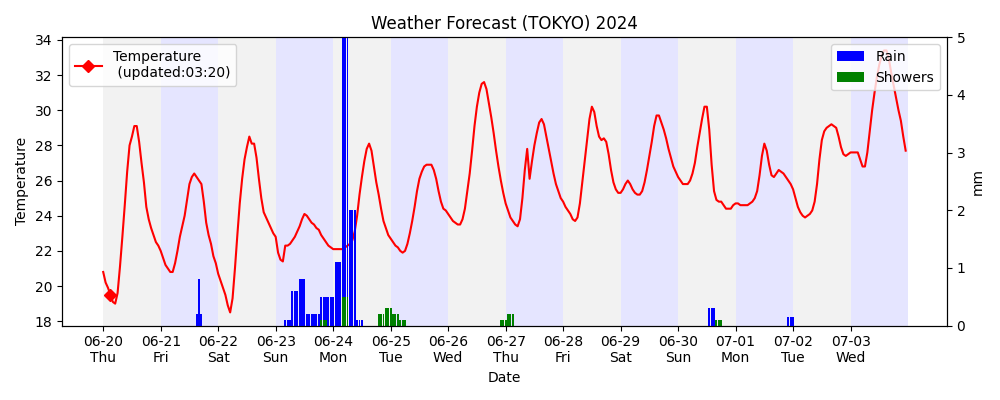 Weather Forecast (TOKYO) 2024
Temperature
(updated:03:20)
Rain
Showers
34
32
30
28
26
24
22
20
18
Temperature
5
4
3
2
1
0
mm
06-20 06-21 06-22 06-23 06-24 06-25 06-26 06-27 06-28 06-29 06-30 07-01 07-02 07-03
Thu Fri Sat Sun Mon Tue Wed Thu Fri Sat Sun Mon Tue Wed
Date